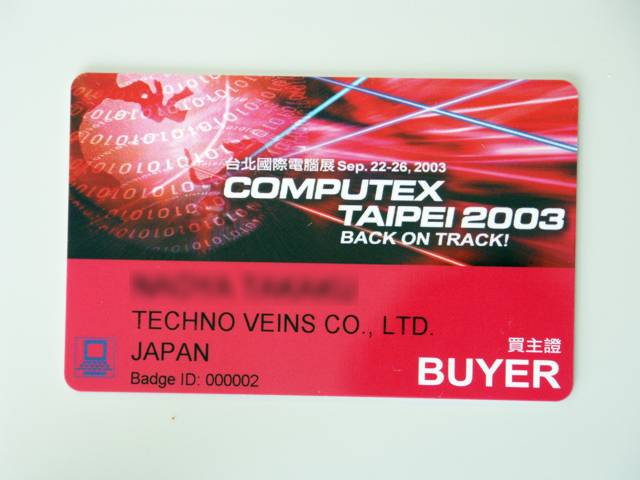 台北國際電腦展 Sep. 22-26, 2003
COMPUTEX
TAIPEI 2003
BACK ON TRACK!
TECHNO VEINS CO., LTD.
JAPAN
Badge ID: 000002
買主證
BUYER